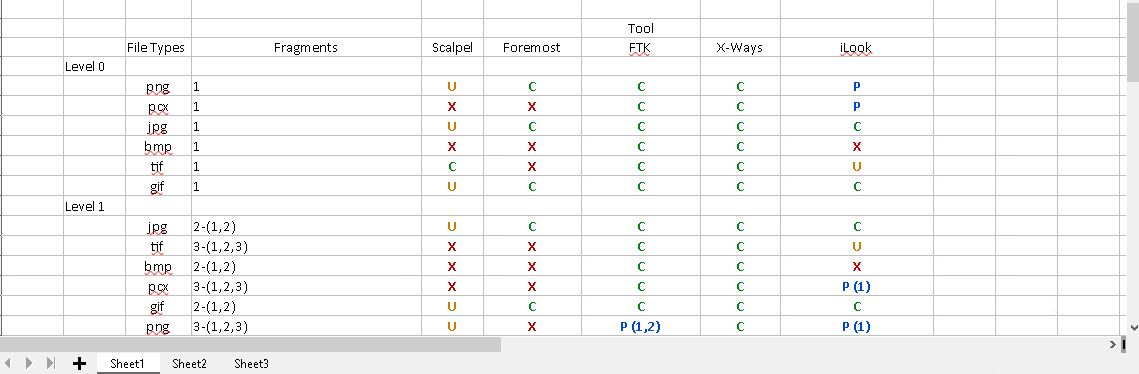 Tool
File Types Fragments Scalpel Foremost FTK X-Ways iLook
Level 0
png 1 U C C C P
pcx 1 X X C C P
jpg 1 U C C C C
bmp 1 X X C C X
tif 1 C X C C U
gif 1 U C C C C
Level 1
jpg 2-(1,2) U C C C C
tif 3-(1,2,3) X X C C U
bmp 2-(1,2) X X C C X
pcx 3-(1,2,3) X X C C P (1)
gif 2-(1,2) U C C C C
png 3-(1,2,3) U X P (1,2) C P (1)
Sheet1 Sheet2 Sheet3